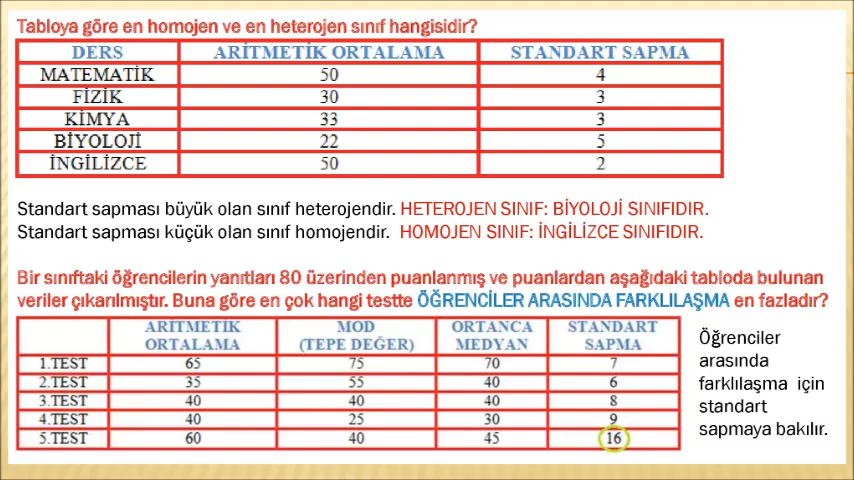 Tabloya göre en homojen ve en heterojen sınıf hangisidir?
DERS ARİTMETİK ORTALAMA STANDART SAPMA
MATEMATİK 50 4
FİZİK 30 3
KİMYA 33 3
BİYOLOJİ 22 5
İNGİLİZCE 50 2
Standart sapması büyük olan sınıf heterojendir. HETEROJEN SINIF: BİYOLOJİ SINIFIDIR.
Standart sapması küçük olan sınıf homojendir. HOMOJEN SINIF: İNGİLİZCE SINIFIDIR.
Bir sınıftaki öğrencilerin yanıtları 80 üzerinden puanlanmış ve puanlardan aşağıdaki tabloda bulunan
veriler çıkarılmıştır. Buna göre en çok hangi testte ÖĞRENCİLER ARASINDA FARKLILAŞMA en fazladır?
ARİTMETİK ORTALAMA MOD (TEPE DEĞER) ORTANCA MEDYAN STANDART SAPMA
1.TEST 65 75 70 7
2.TEST 35 55 40 6
3.TEST 40 40 40 8
4.TEST 40 25 30 9
5.TEST 60 40 45 16
Öğrenciler
arasında
farklılaşma için
standart
sapmaya bakılır.